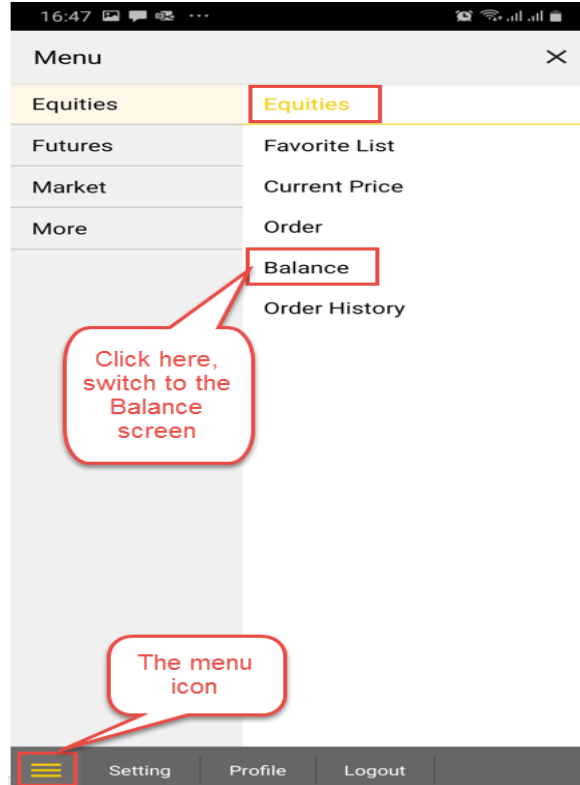 16:47
Menu
Equities
Futures
Market
More
Equities
Favorite List
Current Price
Order
Balance
Order History
Click here,
switch to the
Balance
screen
The menu
icon
Setting Profile Logout